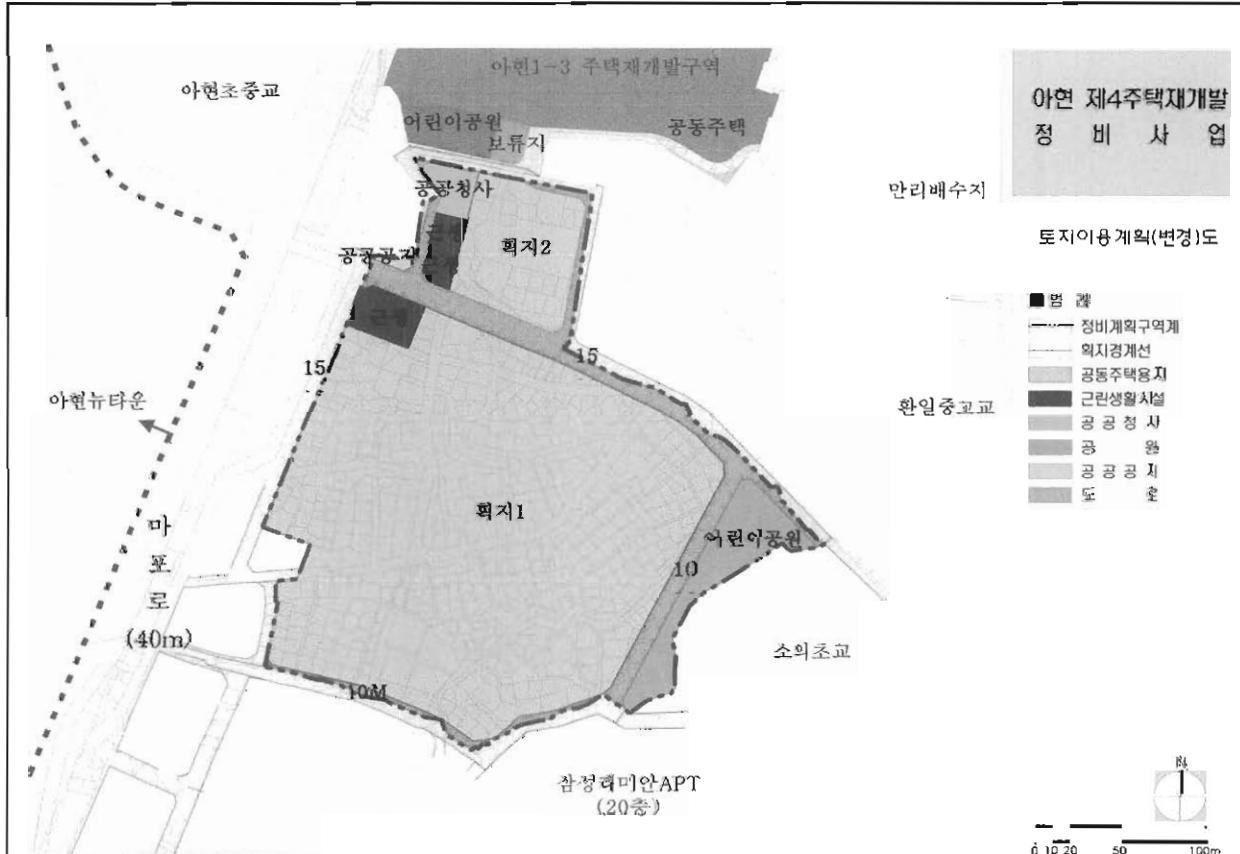 아현1-3 주택재개발구역
아현초중교
어린이공원
보류지
공동주택
아현 제4주택재개발
정 비 사 업
만리배수지
토지이용계획(변경)도
공공청사
근생
획지2
공공공지
근생
근생
15
15
범 례
정비계획구역계
획지경계선
공동주택용지
근린생활시설
공 공 청 사
공 원
공 공 공 지
도 로
아현뉴타운
환일중고교
획지1
어린이공원
마
포
로
(40m)
10
소의초교
10M
삼성래미안APT
(20층)
N
0 10 20 50 100m